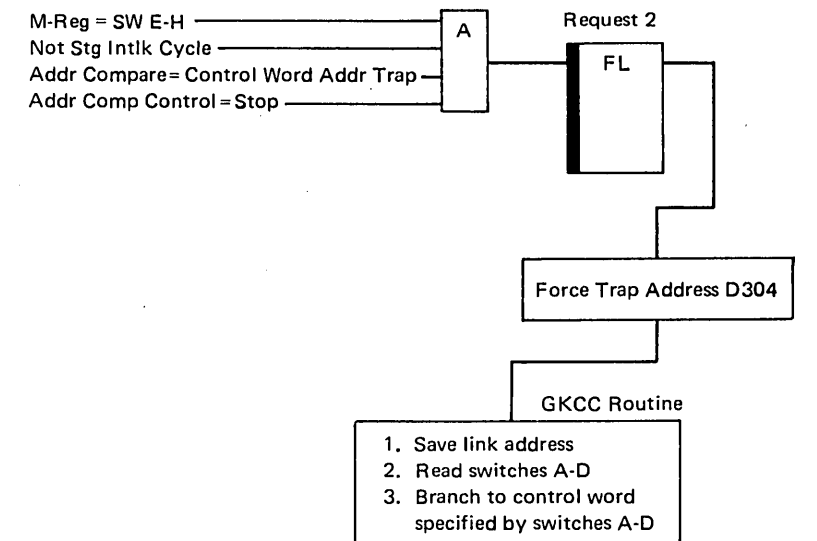 M-Reg = SW E-H
Not Stg Intlk Cycle
Addr Compare = Control Word Addr Trap
Addr Comp Control = Stop
A
Request 2
FL
Force Trap Address D304
GKCC Routine
1. Save link address
2. Read switches A-D
3. Branch to control word
specified by switches A-D